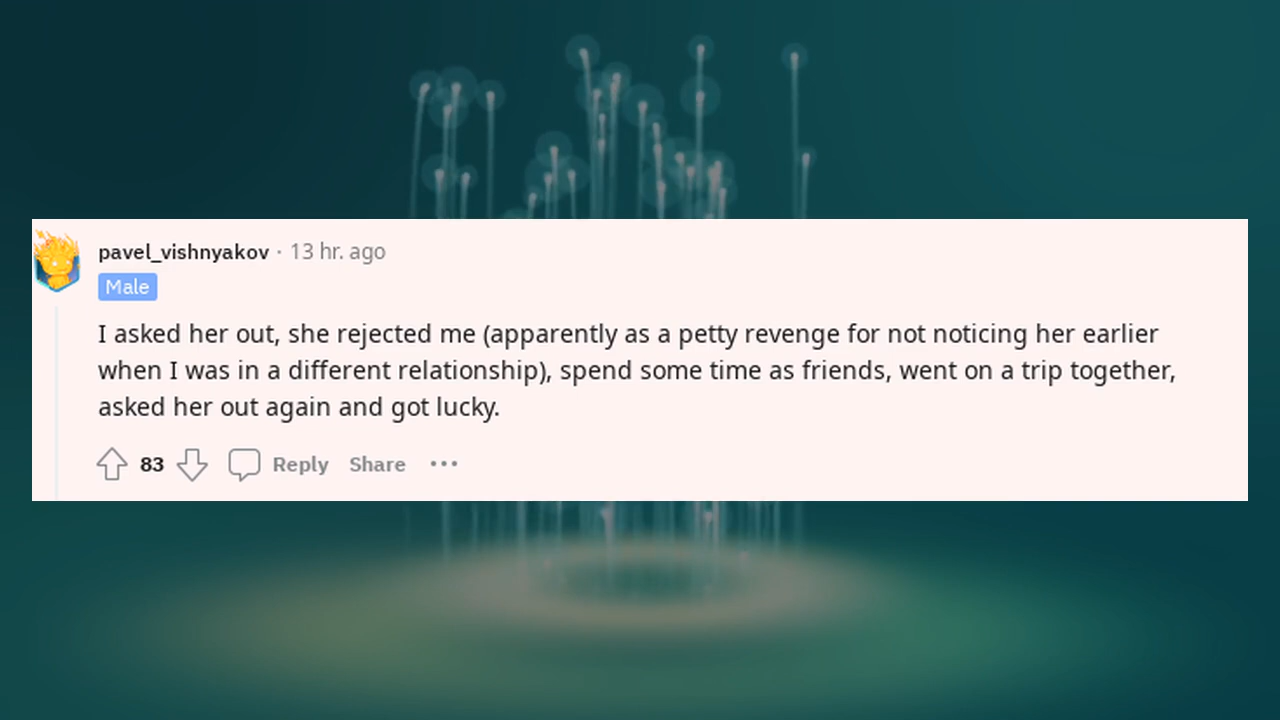 pavel_vishnyakov · 13 hr. ago
Male
I asked her out, she rejected me (apparently as a petty revenge for not noticing her earlier
when I was in a different relationship), spend some time as friends, went on a trip together,
asked her out again and got lucky.
83 Reply Share •••